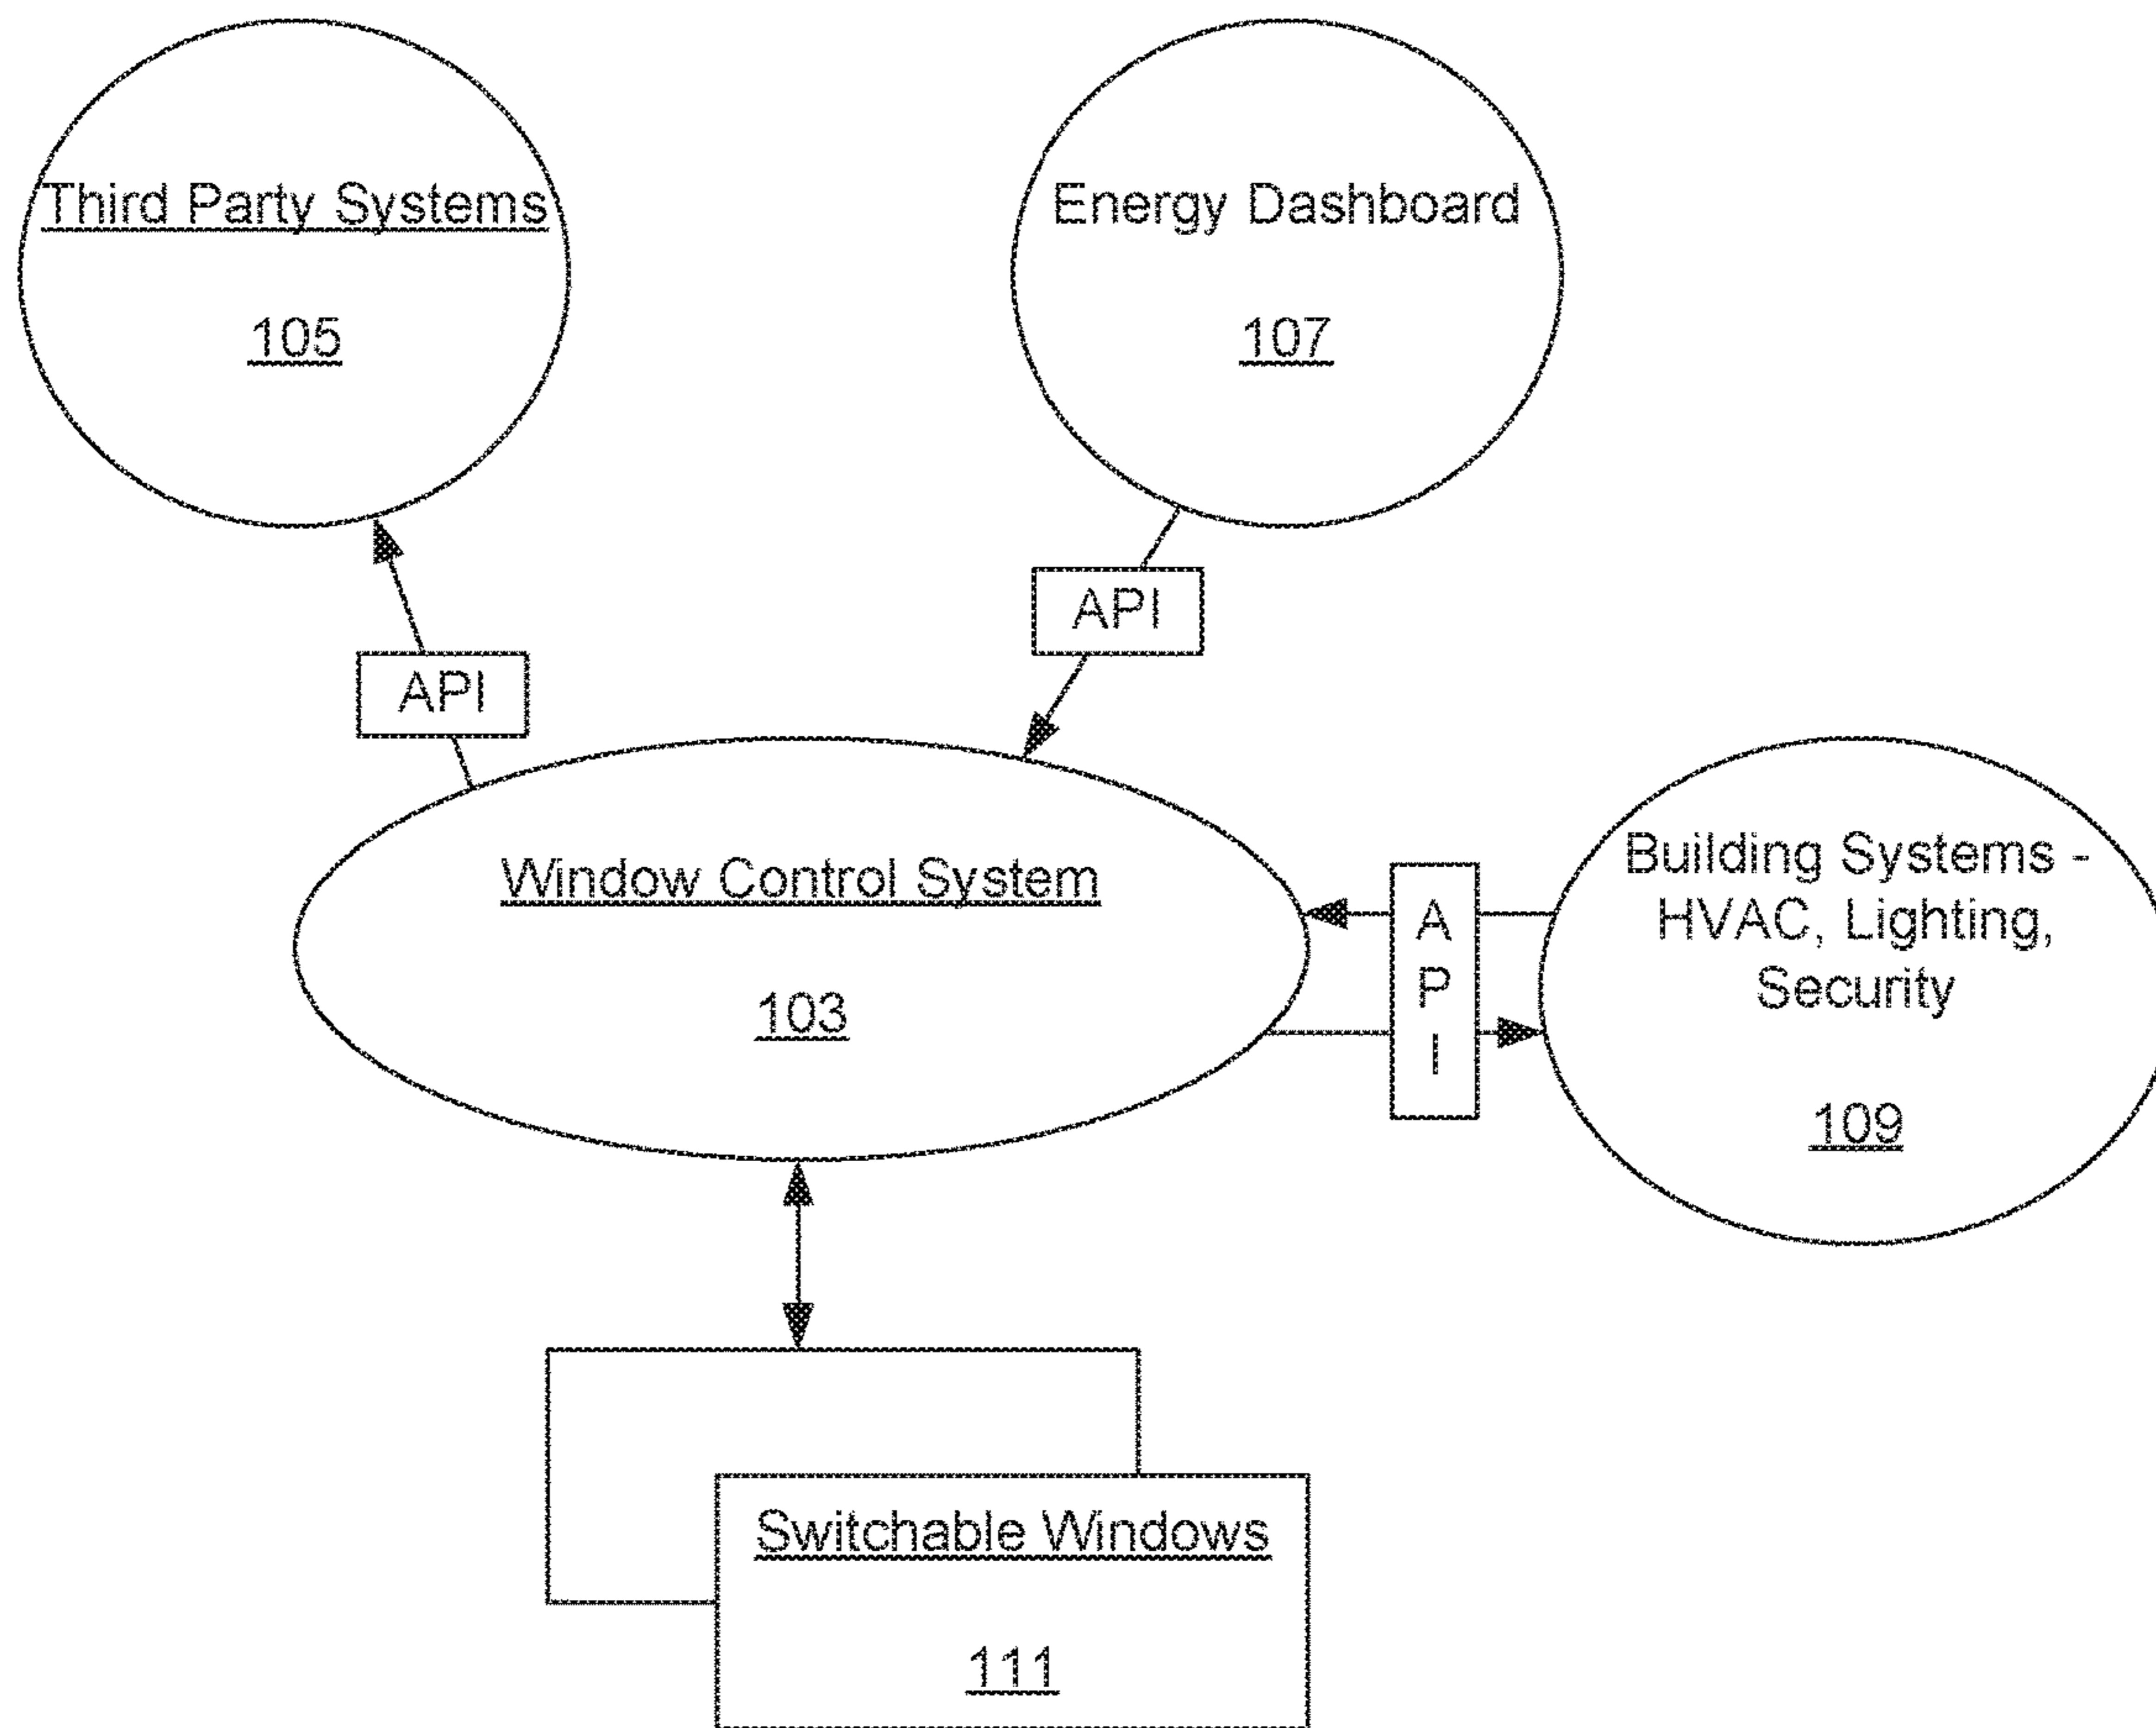 Third Party Systems
105
Energy Dashboard
107
API
API
Window Control System
103
A
P
I
Building Systems -
HVAC, Lighting,
Security
109
Switchable Windows
111